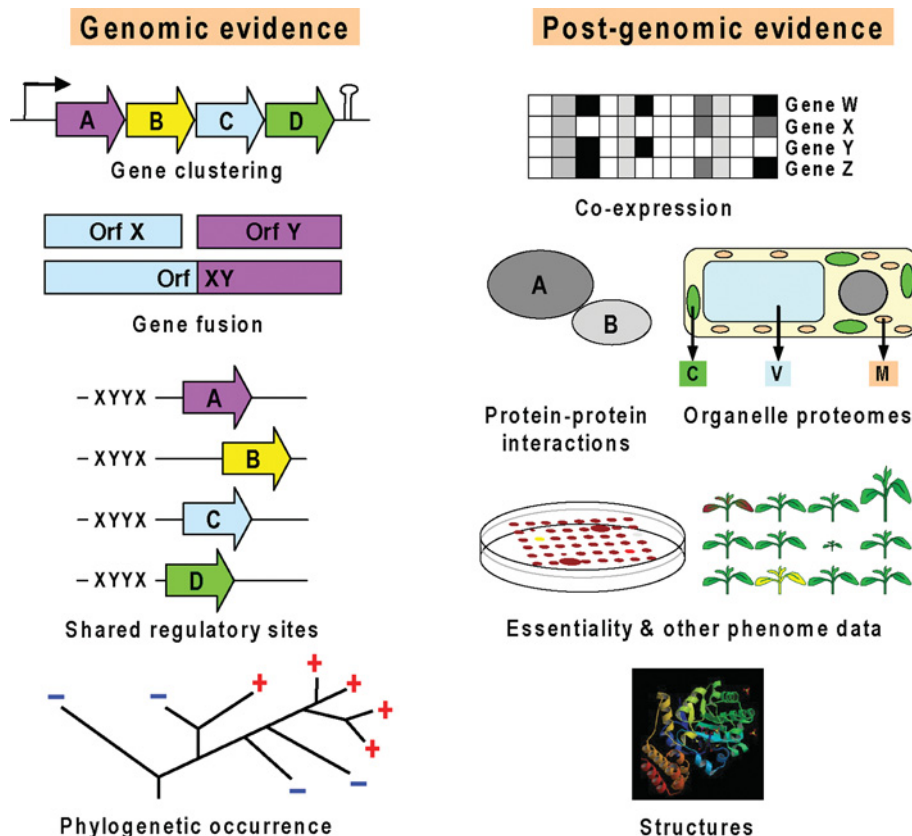 Genomic evidence
A B C D
Gene clustering
Orf X Orf Y
Orf XY
Gene fusion
– XYYX A
– XYYX B
– XYYX C
– XYYX D
Shared regulatory sites
– – + + + + + – –
Phylogenetic occurrence
Post-genomic evidence
Gene W
Gene X
Gene Y
Gene Z
Co-expression
A
B
Protein-protein
interactions
C V M
Organelle proteomes
Essentiality & other phenome data
Structures